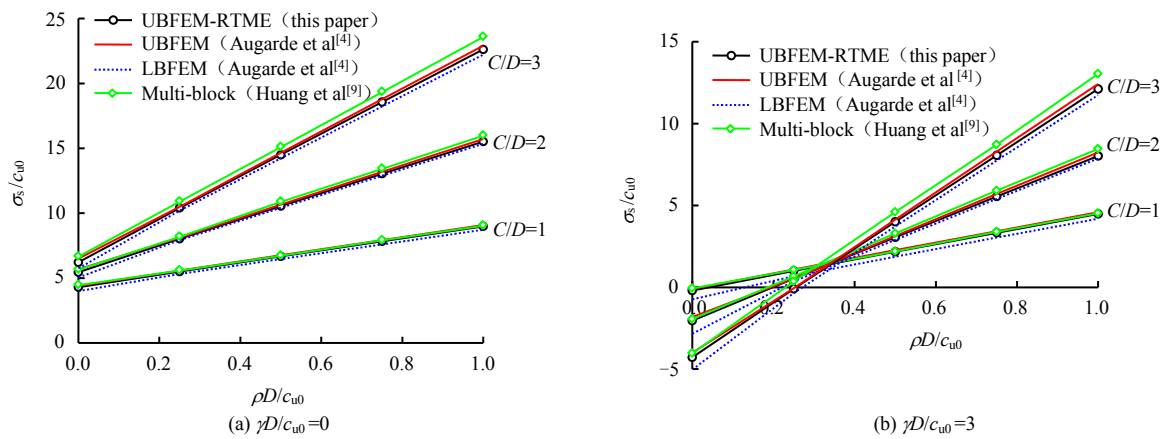 UBFEM-RTME（this paper）
UBFEM（Augarde et al[4]）
LBFEM（Augarde et al[4]）
Multi-block（Huang et al[9]）
C/D=3
C/D=2
C/D=1
25
20
15
10
5
0
σs/cu0
0.0 0.2 0.4 0.6 0.8 1.0
ρD/cu0
(a) γD/cu0 =0
UBFEM-RTME（this paper）
UBFEM（Augarde et al[4]）
LBFEM（Augarde et al[4]）
Multi-block（Huang et al[9]）
C/D=3
C/D=2
C/D=1
15
10
5
0
−5
σs/cu0
0.0 0.2 0.4 0.6 0.8 1.0
ρD/cu0
(b) γD/cu0 =3